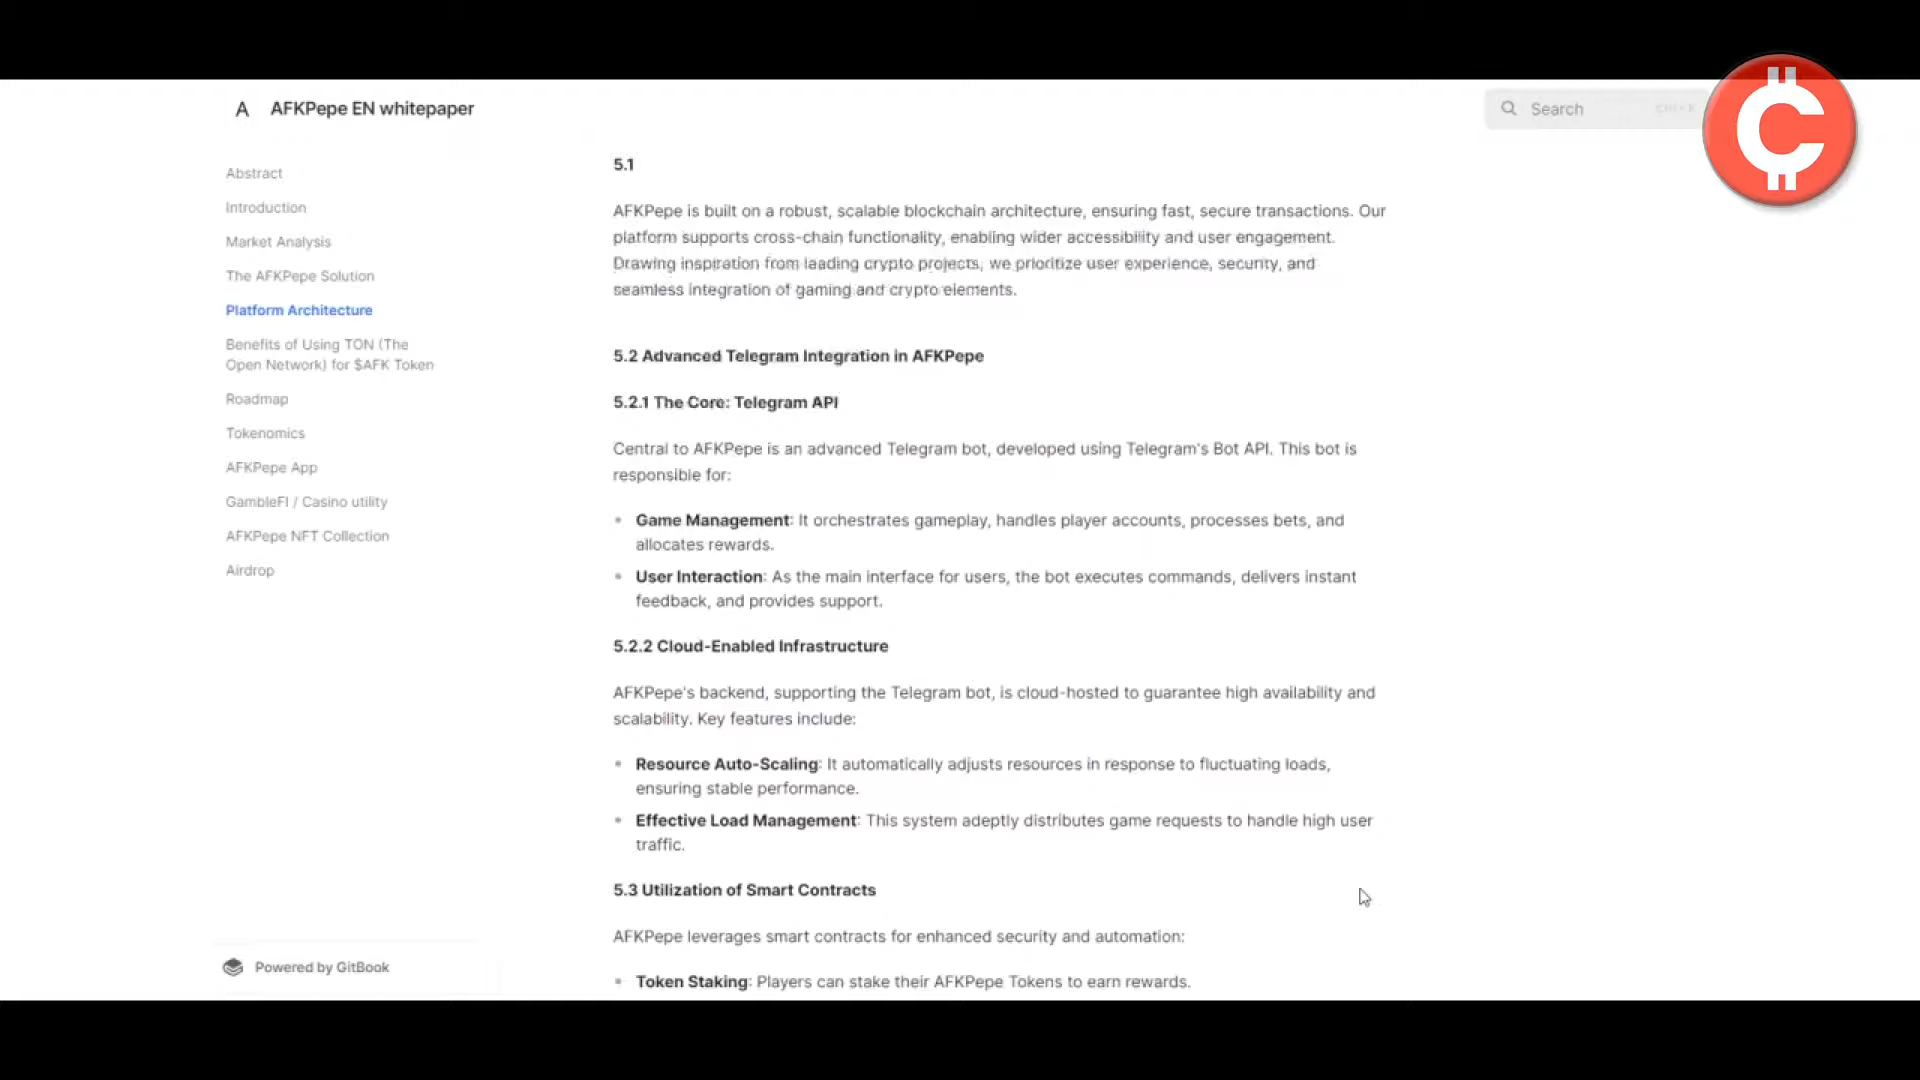 A AFKPepe EN whitepaper
Search
Ctrl+K
Abstract
Introduction
Market Analysis
The AFKPepe Solution
Platform Architecture
Benefits of Using TON (The
Open Network) for $AFK Token
Roadmap
Tokenomics
AFKPepe App
GambleFI / Casino utility
AFKPepe NFT Collection
Airdrop
Powered by GitBook
5.1
AFKPepe is built on a robust, scalable blockchain architecture, ensuring fast, secure transactions. Our
platform supports cross-chain functionality, enabling wider accessibility and user engagement.
Drawing inspiration from leading crypto projects, we prioritize user experience, security, and
seamless integration of gaming and crypto elements.
5.2 Advanced Telegram Integration in AFKPepe
5.2.1 The Core: Telegram API
Central to AFKPepe is an advanced Telegram bot, developed using Telegram's Bot API. This bot is
responsible for:
• Game Management: It orchestrates gameplay, handles player accounts, processes bets, and
allocates rewards.
• User Interaction: As the main interface for users, the bot executes commands, delivers instant
feedback, and provides support.
5.2.2 Cloud-Enabled Infrastructure
AFKPepe's backend, supporting the Telegram bot, is cloud-hosted to guarantee high availability and
scalability. Key features include:
• Resource Auto-Scaling: It automatically adjusts resources in response to fluctuating loads,
ensuring stable performance.
• Effective Load Management: This system adeptly distributes game requests to handle high user
traffic.
5.3 Utilization of Smart Contracts
AFKPepe leverages smart contracts for enhanced security and automation:
• Token Staking: Players can stake their AFKPepe Tokens to earn rewards.